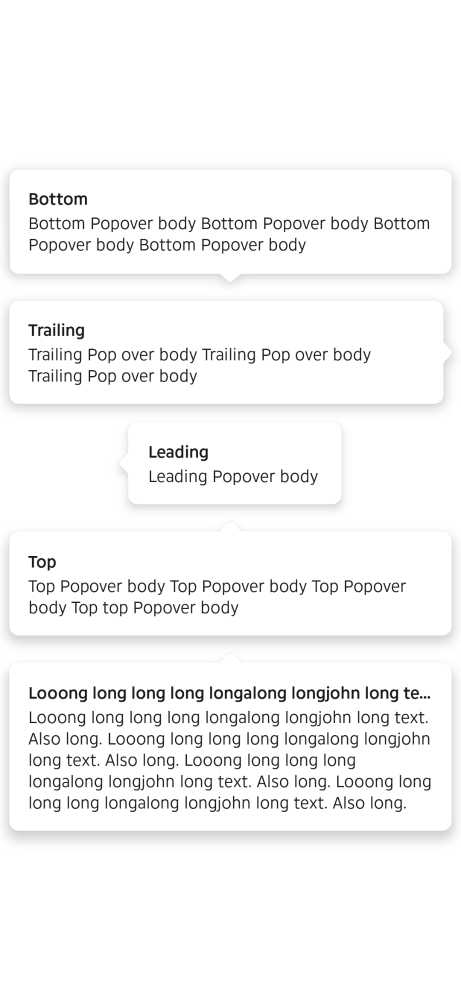 Bottom
Bottom Popover body Bottom Popover body Bottom
Popover body Bottom Popover body
Trailing
Trailing Pop over body Trailing Pop over body
Trailing Pop over body
Leading
Leading Popover body
Top
Top Popover body Top Popover body Top Popover
body Top top Popover body
Looong long long long longalong longjohn long te...
Looong long long long longalong longjohn long text.
Also long. Looong long long long longalong longjohn
long text. Also long. Looong long long long
longalong longjohn long text. Also long. Looong long
long long longalong longjohn long text. Also long.